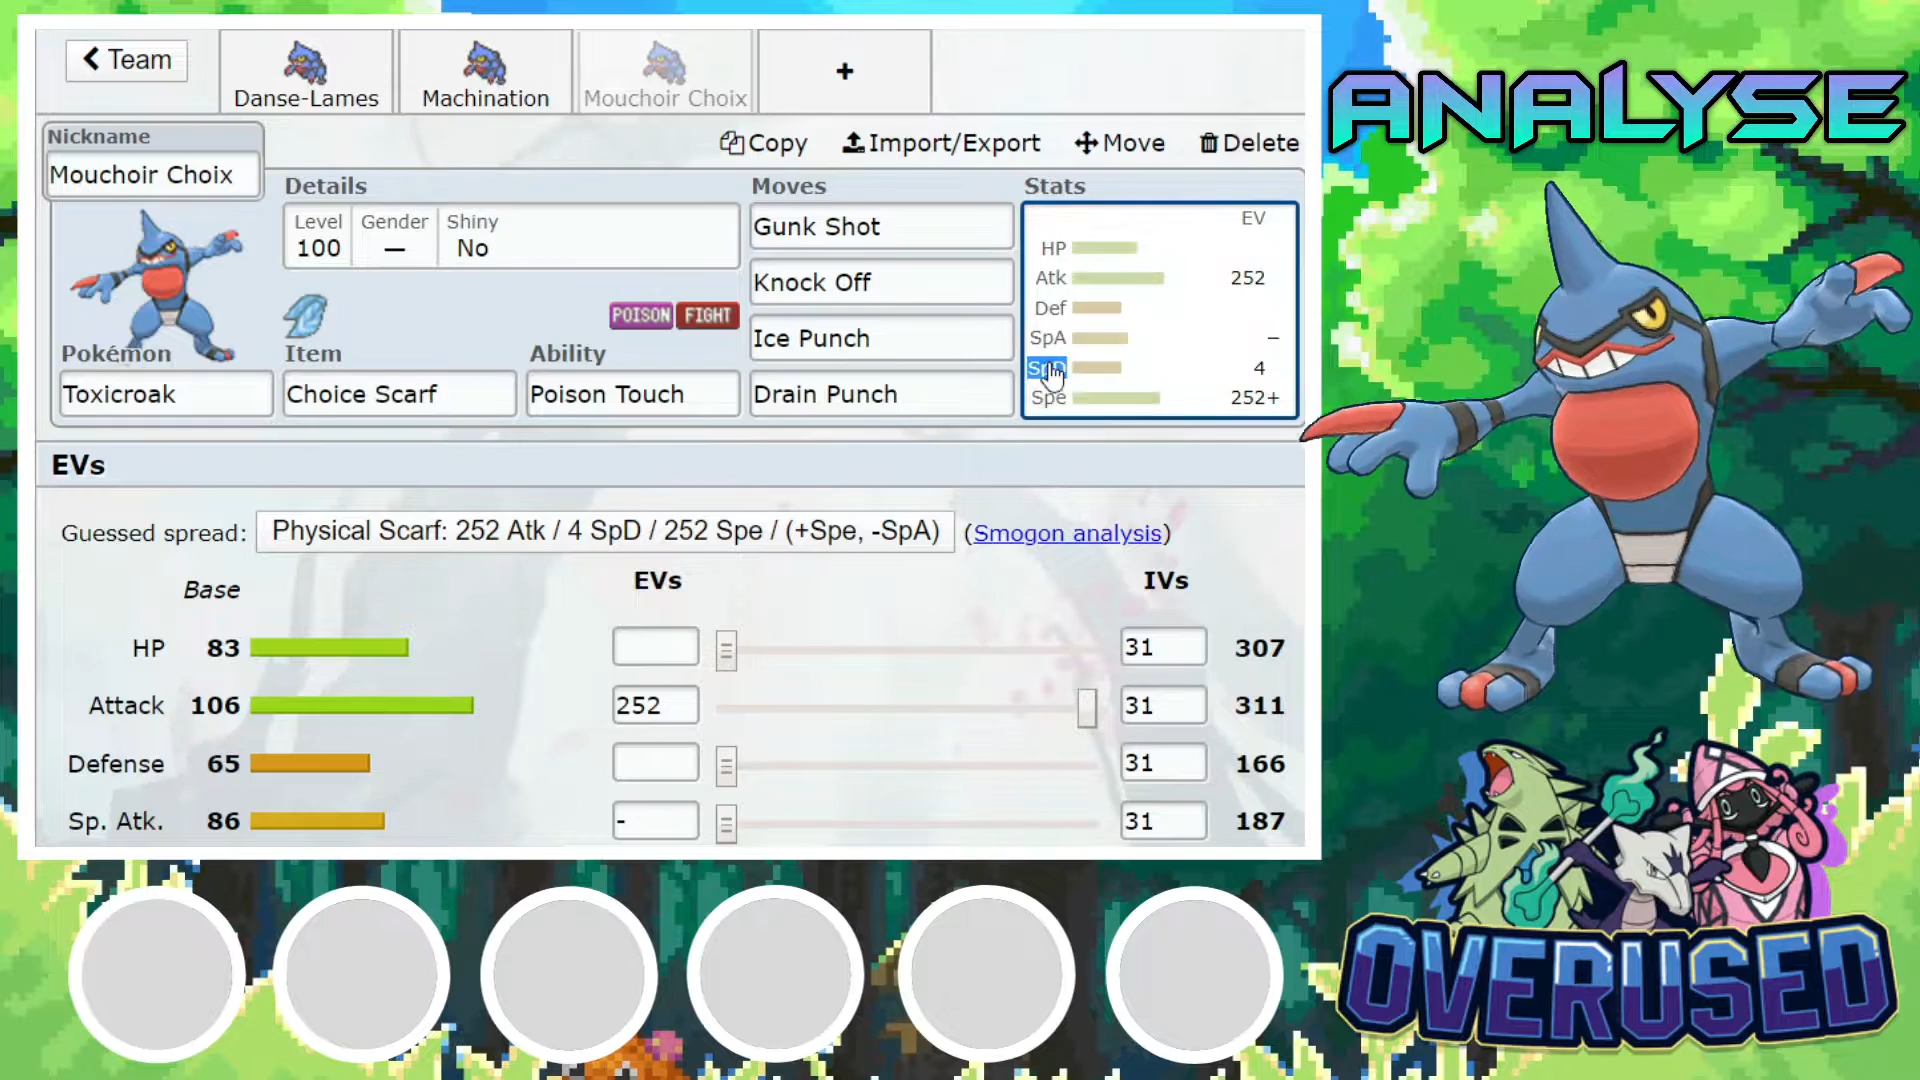 Team
Danse-Lames
Machination
Mouchoir Choix
+
ANALYSE
Nickname
Mouchoir Choix
Copy
Import/Export
Move
Delete
Details
Moves
Stats
Level
100
Gender
—
Shiny
No
POISON
FIGHT
Pokémon
Toxicroak
Item
Choice Scarf
Ability
Poison Touch
Gunk Shot
Knock Off
Ice Punch
Drain Punch
EV
HP
Atk 252
Def
SpA −
SpD 4
Spe 252+
EVs
Guessed spread: Physical Scarf: 252 Atk / 4 SpD / 252 Spe / (+Spe, -SpA) (Smogon analysis)
Base EVs IVs
HP 83 31 307
Attack 106 252 31 311
Defense 65 31 166
Sp. Atk. 86 - 31 187
OVERUSED